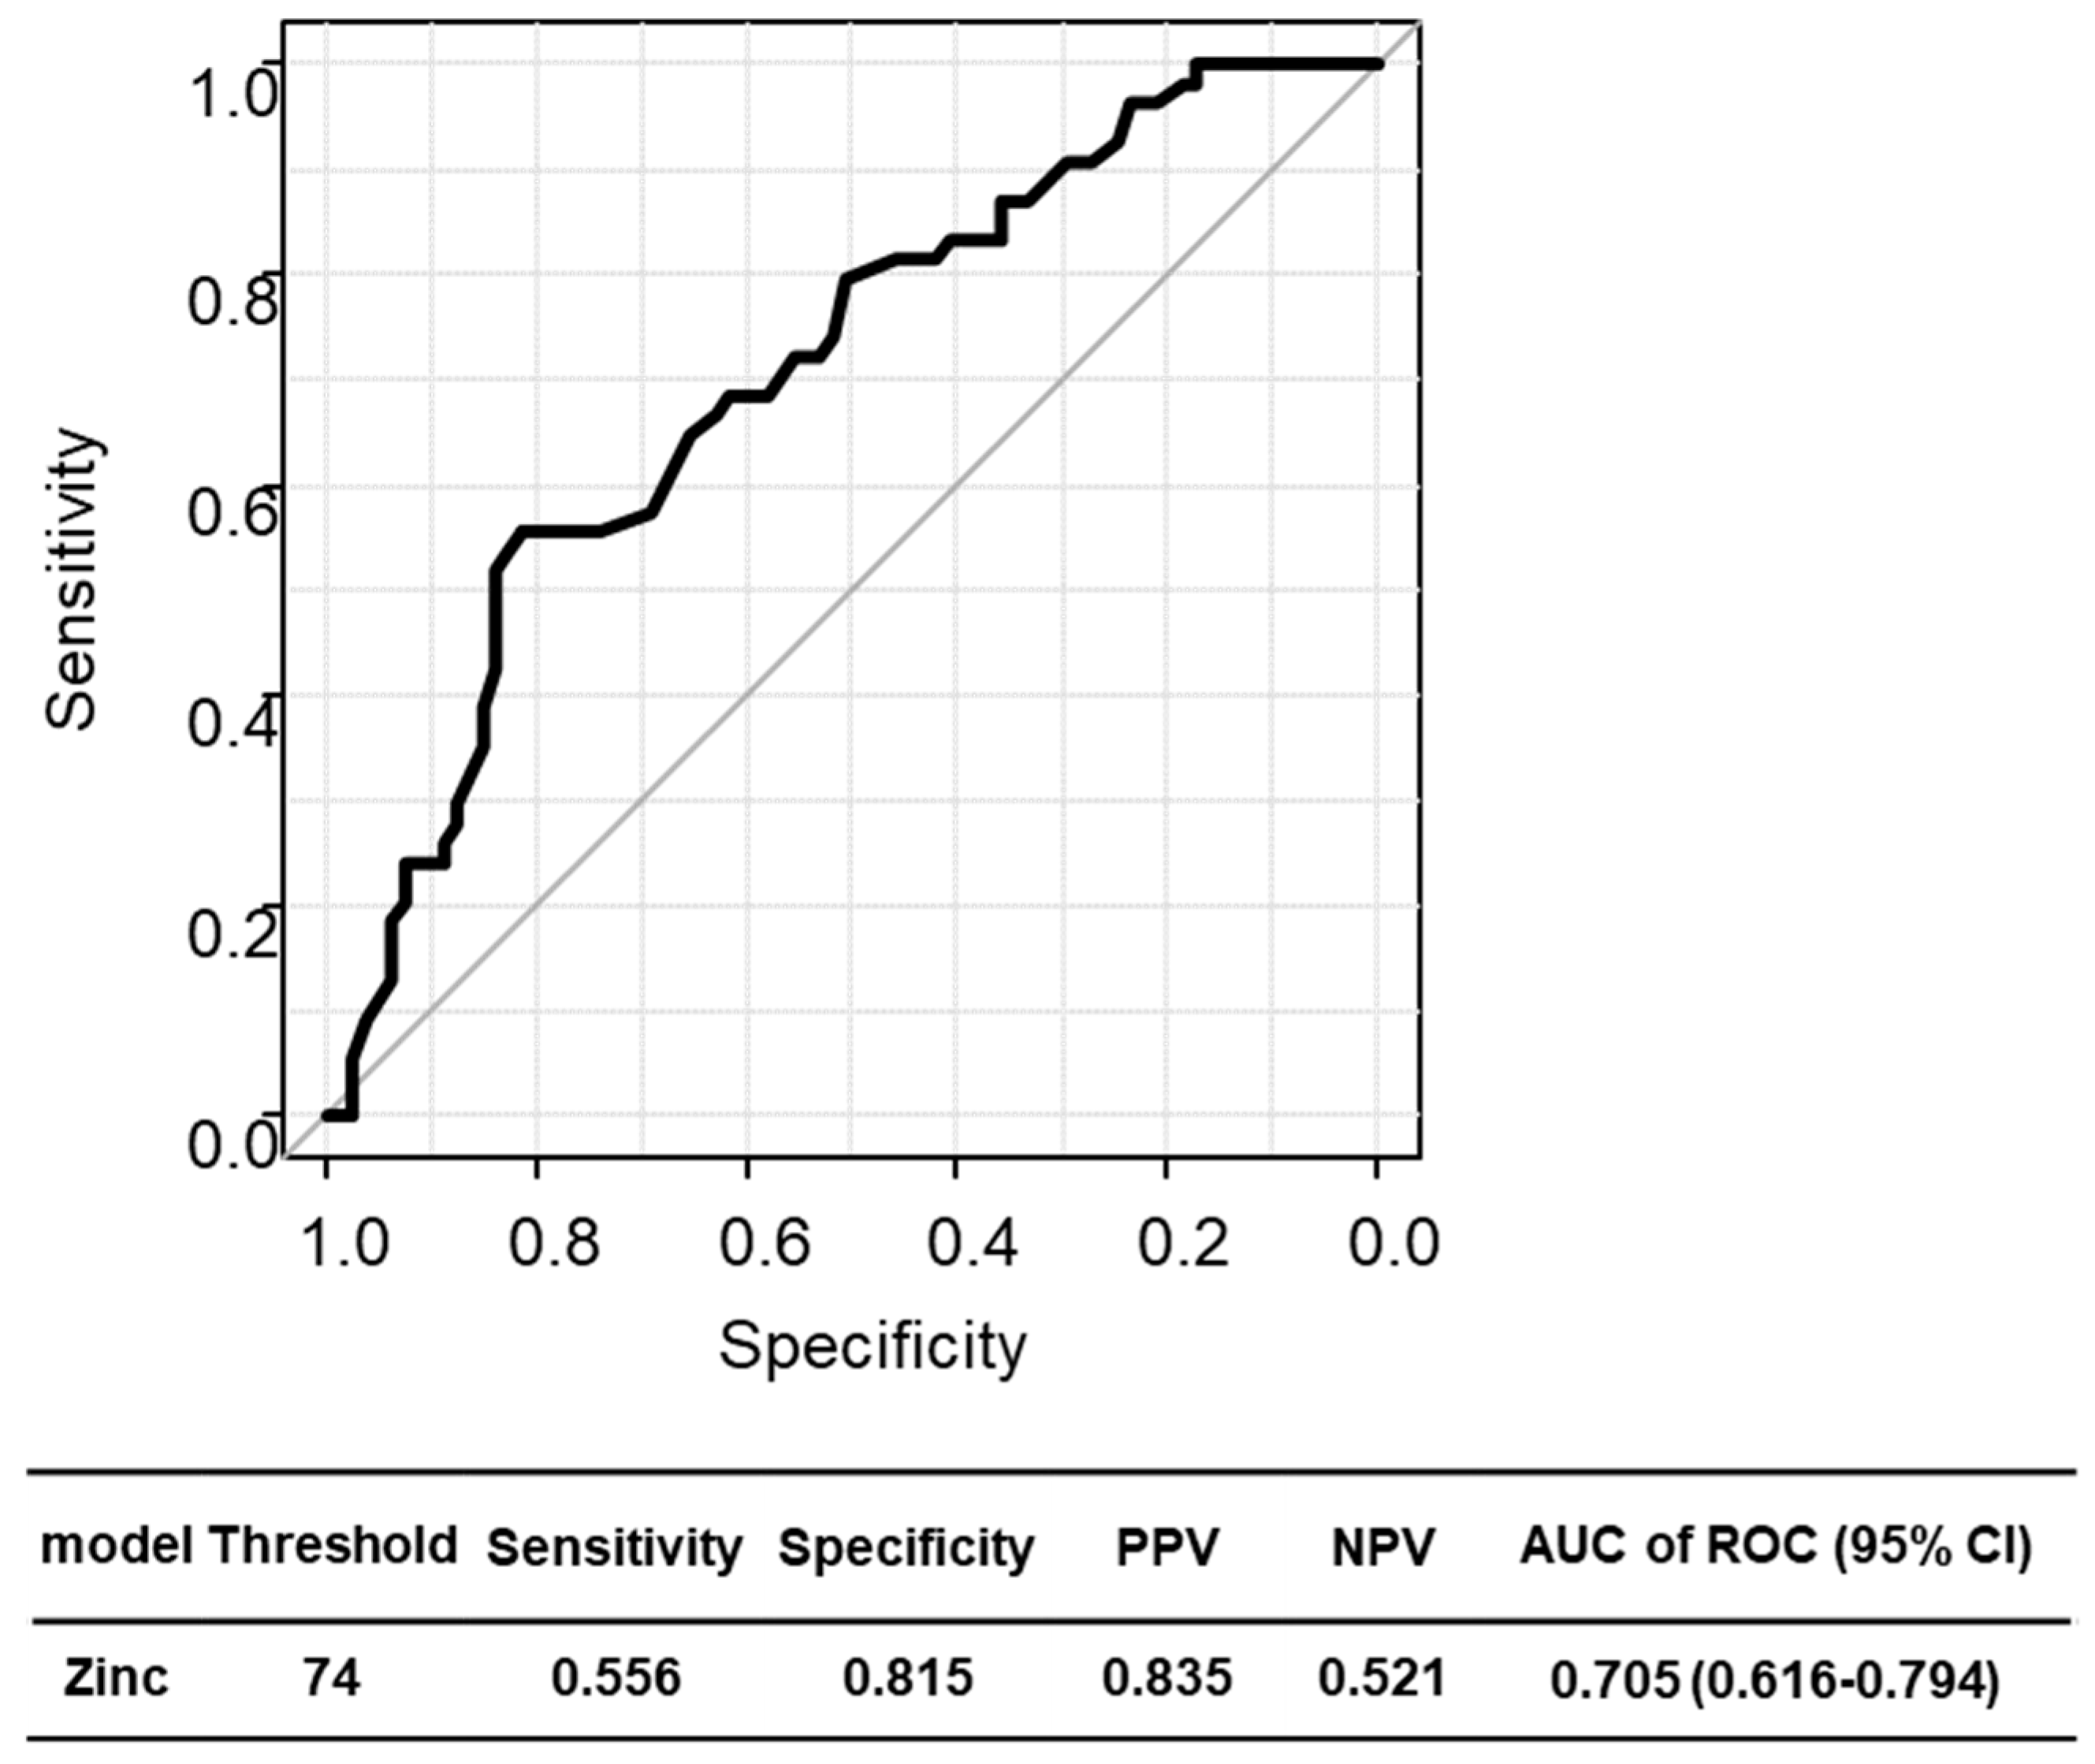 1.0
0.8
0.6
0.4
0.2
0.0
Sensitivity
1.0 0.8 0.6 0.4 0.2 0.0
Specificity
model Threshold Sensitivity Specificity PPV NPV AUC of ROC (95% CI)
Zinc 74 0.556 0.815 0.835 0.521 0.705 (0.616-0.794)